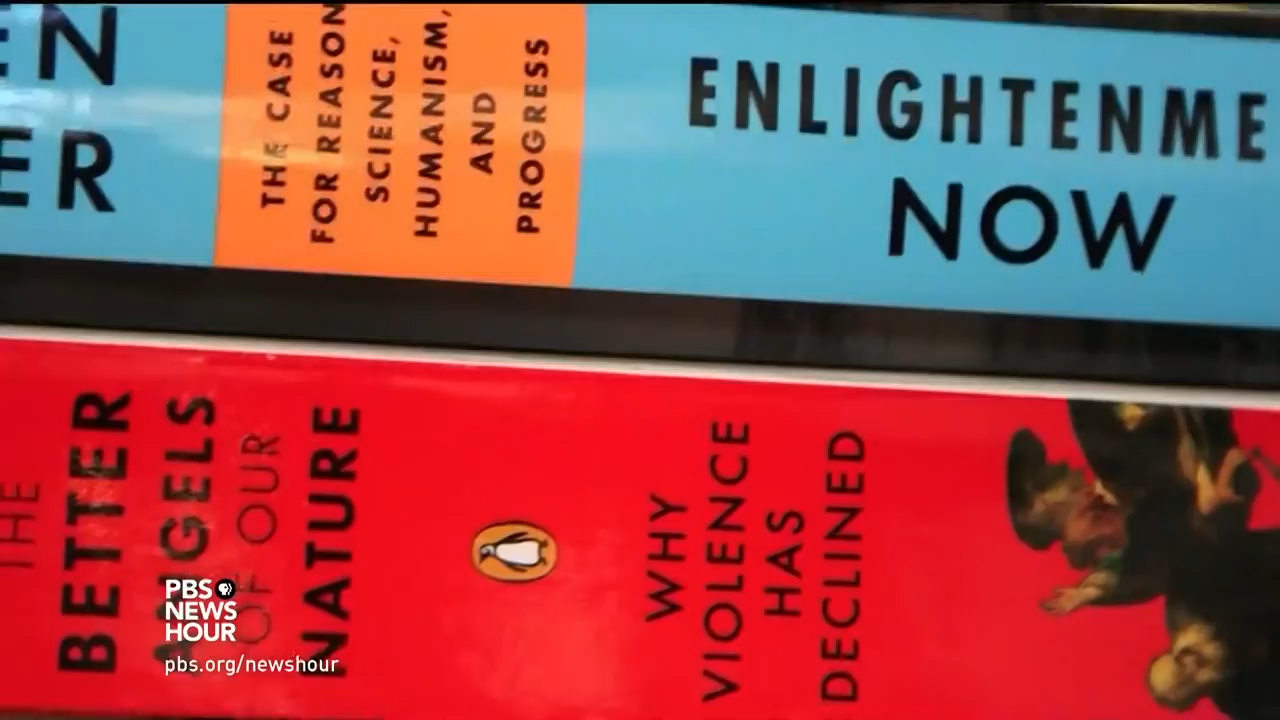 EN
ER
THE CASE
FOR REASON
SCIENCE,
HUMANISM,
AND
PROGRESS
ENLIGHTENME
NOW
THE
BETTER
ANGELS
OF OUR
NATURE
WHY
VIOLENCE
HAS
DECLINED
PBS
NEWS
HOUR
pbs.org/newshour